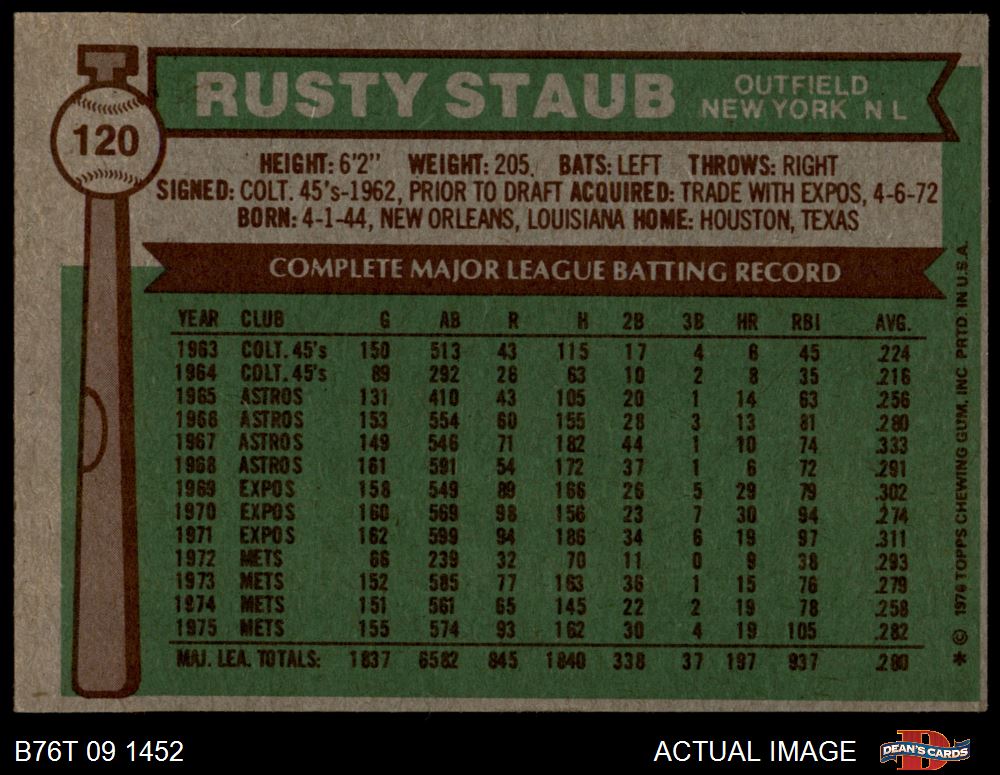 RUSTY STAUB
OUTFIELD
NEW YORK N L
120
HEIGHT: 6'2" WEIGHT: 205. BATS: LEFT THROWS: RIGHT
SIGNED: COLT. 45's-1962, PRIOR TO DRAFT ACQUIRED: TRADE WITH EXPOS, 4-6-72
BORN: 4-1-44, NEW ORLEANS, LOUISIANA HOME: HOUSTON, TEXAS
COMPLETE MAJOR LEAGUE BATTING RECORD
YEAR CLUB G AB R H 2B 3B HR RBI AVG.
1963 COLT. 45's 150 513 43 115 17 4 6 45 .224
1964 COLT. 45's 89 292 26 63 10 2 8 35 .216
1965 ASTROS 131 410 43 105 20 1 14 63 .256
1966 ASTROS 153 554 60 155 28 3 13 81 .280
1967 ASTROS 149 546 71 182 44 1 10 74 .333
1968 ASTROS 161 591 54 172 37 1 6 72 .291
1969 EXPOS 158 549 89 166 26 5 29 79 .302
1970 EXPOS 160 569 98 156 23 7 30 94 .274
1971 EXPOS 162 599 94 186 34 6 19 97 .311
1972 METS 66 239 32 70 11 0 9 38 .293
1973 METS 152 585 77 163 36 1 15 76 .279
1974 METS 151 561 65 145 22 2 19 78 .258
1975 METS 155 574 93 162 30 4 19 105 .282
MAJ. LEA. TOTALS: 1837 6582 845 1840 338 37 197 937 .280
* © 1976 TOPPS CHEWING GUM, INC. PRTD. IN U.S.A.
B76T 09 1452
ACTUAL IMAGE
D
DEAN'S CARDS